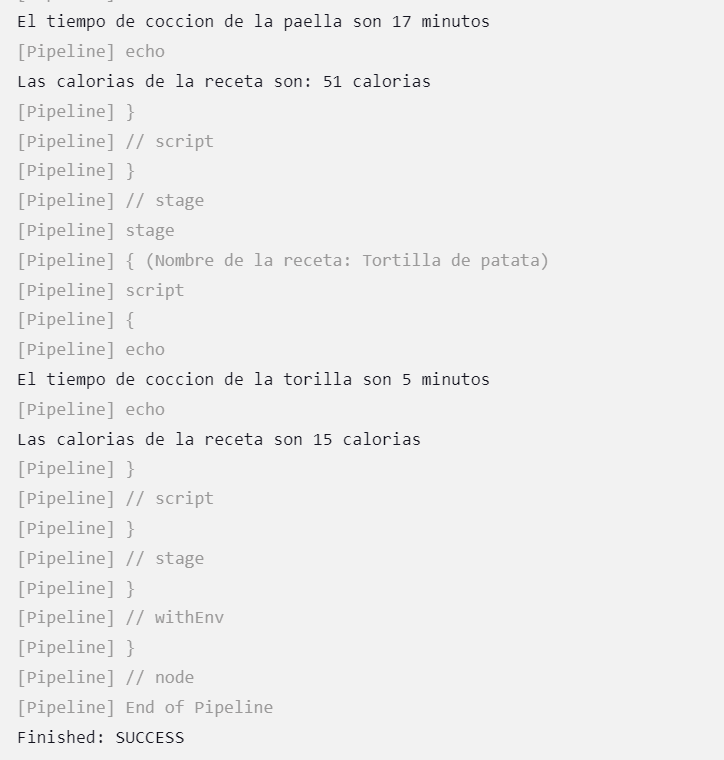 El tiempo de coccion de la paella son 17 minutos
[Pipeline] echo
Las calorias de la receta son: 51 calorias
[Pipeline] }
[Pipeline] // script
[Pipeline] }
[Pipeline] // stage
[Pipeline] stage
[Pipeline] { (Nombre de la receta: Tortilla de patata)
[Pipeline] script
[Pipeline] {
[Pipeline] echo
El tiempo de coccion de la torilla son 5 minutos
[Pipeline] echo
Las calorias de la receta son 15 calorias
[Pipeline] }
[Pipeline] // script
[Pipeline] }
[Pipeline] // stage
[Pipeline] }
[Pipeline] // withEnv
[Pipeline] }
[Pipeline] // node
[Pipeline] End of Pipeline
Finished: SUCCESS